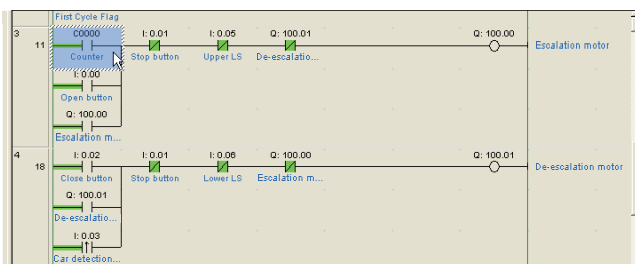 First Cycle Flag
3
11
C0000
I: 0.01
I: 0.05
Q: 100.01
Q: 100.00
Counter
Stop button
Upper LS
De-escalatio...
Escalation motor
I: 0.00
Open button
Q: 100.00
Escalation m...
4
18
I: 0.02
I: 0.01
I: 0.06
Q: 100.00
Q: 100.01
Close button
Stop button
Lower LS
Escalation m...
De-escalation motor
Q: 100.01
De-escalatio...
I: 0.03
Car detection...